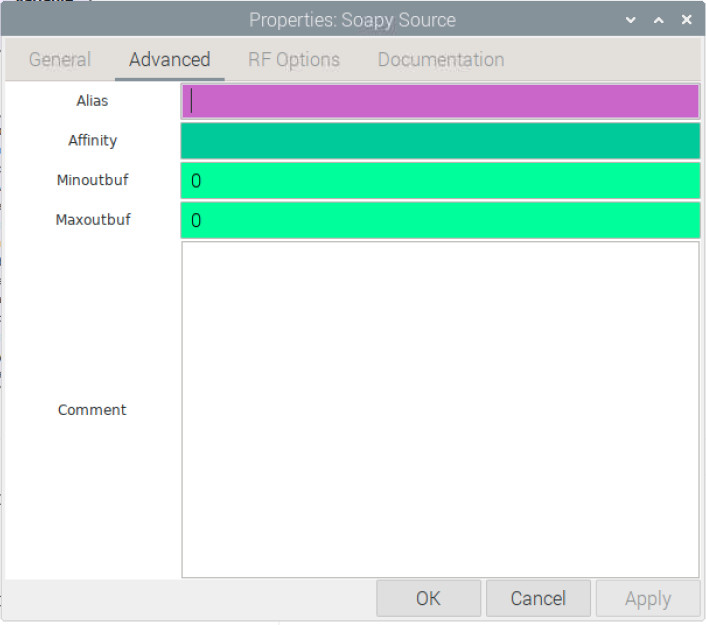 Properties: Soapy Source
General Advanced RF Options Documentation
Alias
Affinity
Minoutbuf 0
Maxoutbuf 0
Comment
OK Cancel Apply